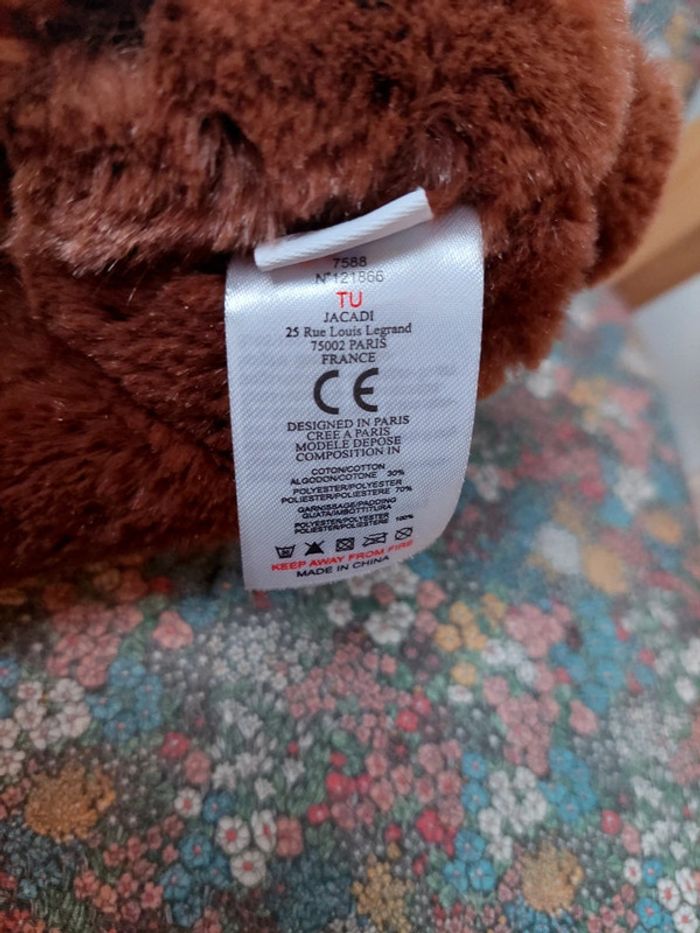 7588
N°121866
TU
JACADI
25 Rue Louis Legrand
75002 PARIS
FRANCE
CE
DESIGNED IN PARIS
CREE A PARIS
MODELE DEPOSE
COMPOSITION IN
COTON/COTTON
ALGODON/COTONE 30%
POLYESTER/POLYESTER
POLIESTER/POLIESTERE 70%
GARNISSAGE/PADDING
GUATA/IMBOTTITURA
POLYESTER/POLYESTER
POLIESTER/POLIESTERE 100%
KEEP AWAY FROM FIRE
MADE IN CHINA